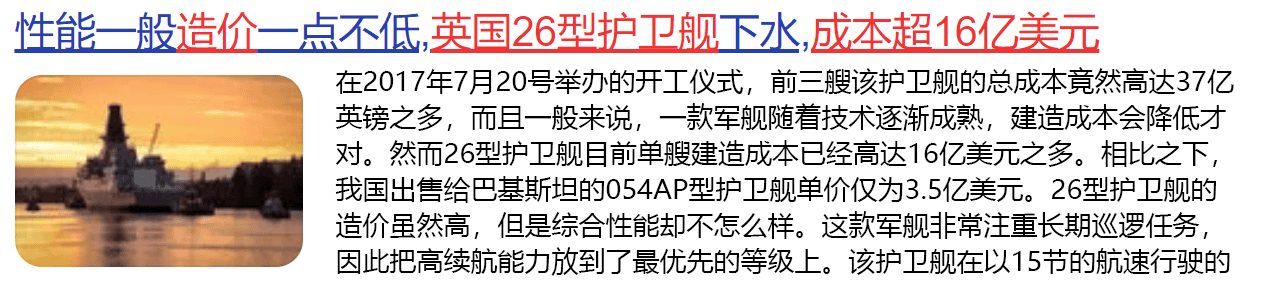 性能一般造价一点不低,英国26型护卫舰下水,成本超16亿美元
在2017年7月20号举办的开工仪式，前三艘该护卫舰的总成本竟然高达37亿
英镑之多，而且一般来说，一款军舰随着技术逐渐成熟，建造成本会降低才
对。然而26型护卫舰目前单艘建造成本已经高达16亿美元之多。相比之下，
我国出售给巴基斯坦的054AP型护卫舰单价仅为3.5亿美元。26型护卫舰的
造价虽然高，但是综合性能却不怎么样。这款军舰非常注重长期巡逻任务，
因此把高续航能力放到了最优先的等级上。该护卫舰在以15节的航速行驶的